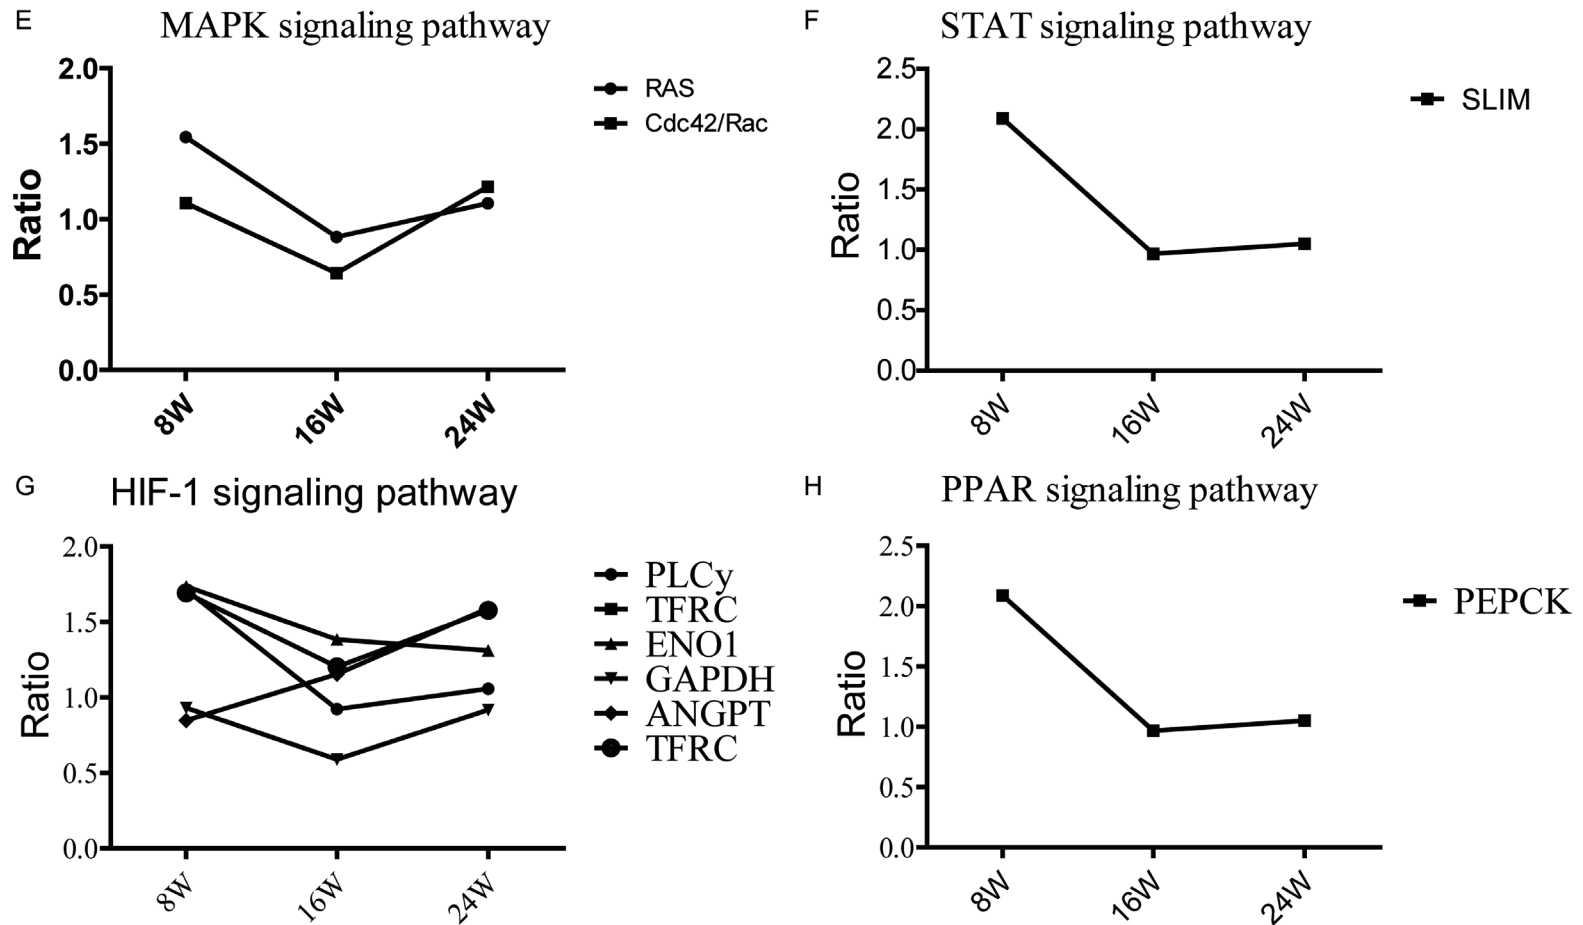 E
MAPK signaling pathway
2.0
1.5
1.0
0.5
0.0
Ratio
8W
16W
24W
RAS
Cdc42/Rac
F
STAT signaling pathway
2.5
2.0
1.5
1.0
0.5
0.0
Ratio
8W
16W
24W
SLIM
G
HIF-1 signaling pathway
2.0
1.5
1.0
0.5
0.0
Ratio
8W
16W
24W
PLCy
TFRC
ENO1
GAPDH
ANGPT
TFRC
H
PPAR signaling pathway
2.5
2.0
1.5
1.0
0.5
0.0
Ratio
8W
16W
24W
PEPCK